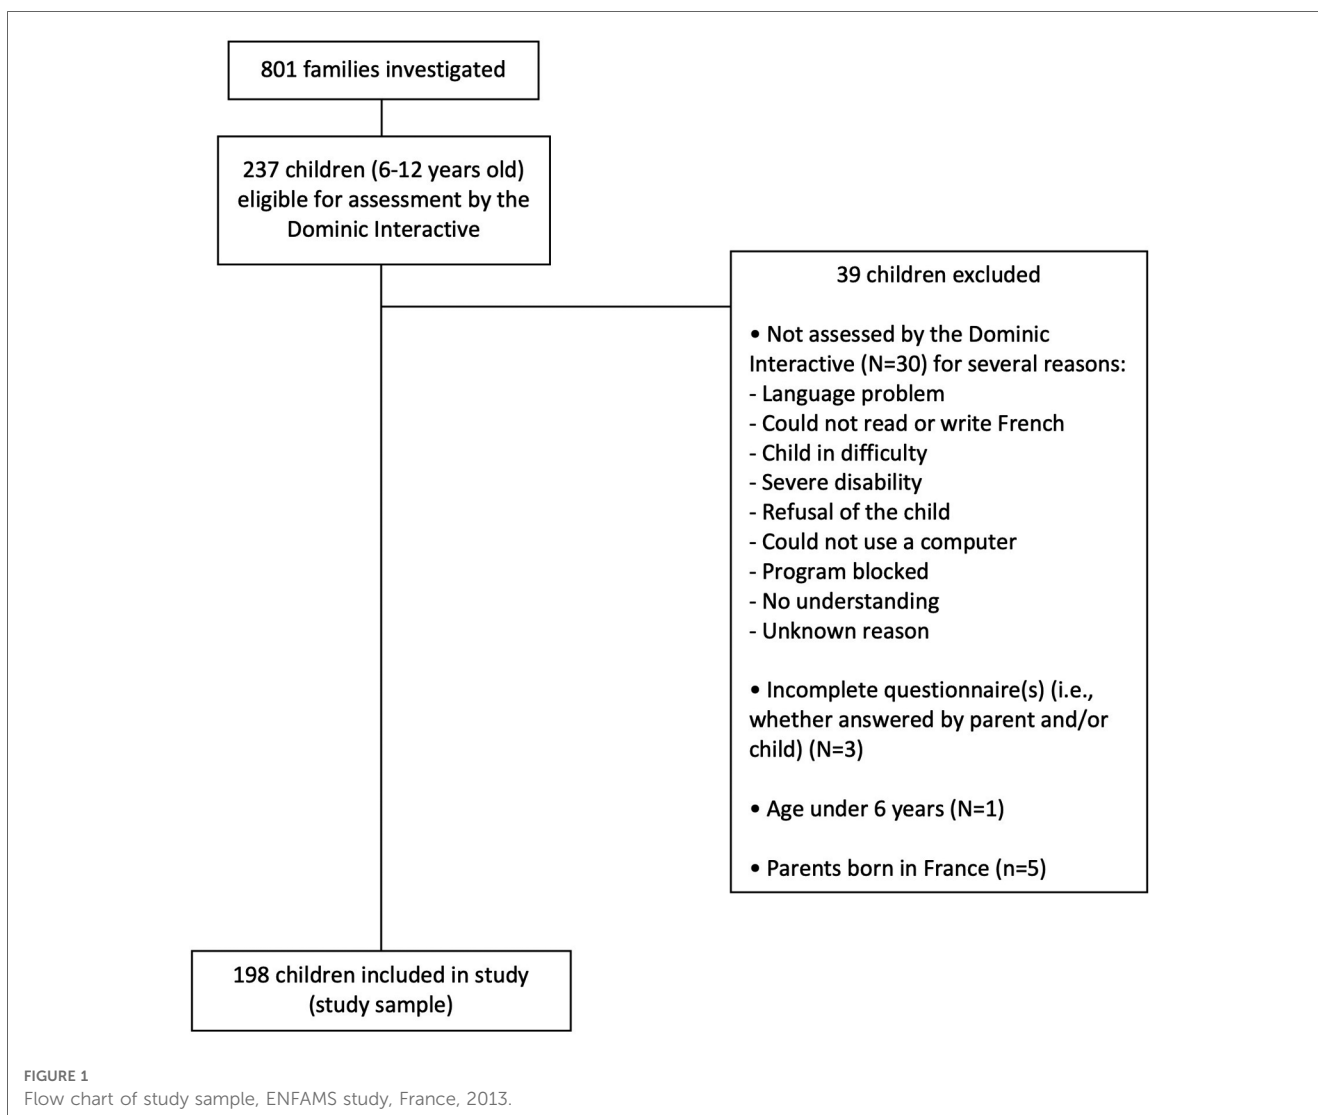 801 families investigated
237 children (6-12 years old)
eligible for assessment by the
Dominic Interactive
39 children excluded
• Not assessed by the Dominic
Interactive (N=30) for several reasons:
- Language problem
- Could not read or write French
- Child in difficulty
- Severe disability
- Refusal of the child
- Could not use a computer
- Program blocked
- No understanding
- Unknown reason
• Incomplete questionnaire(s) (i.e.,
whether answered by parent and/or
child) (N=3)
• Age under 6 years (N=1)
• Parents born in France (n=5)
198 children included in study
(study sample)
FIGURE 1
Flow chart of study sample, ENFAMS study, France, 2013.